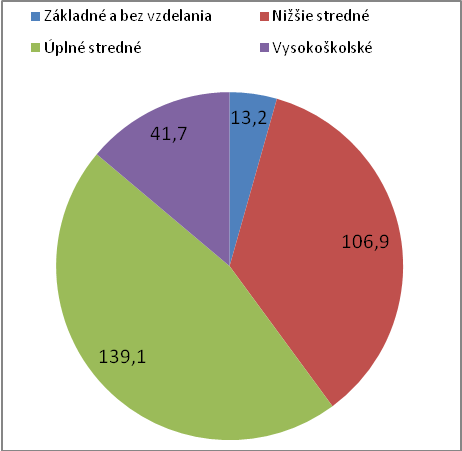 Základné a bez vzdelania
Nižšie stredné
Úplné stredné
Vysokoškolské
13,2
41,7
106,9
139,1